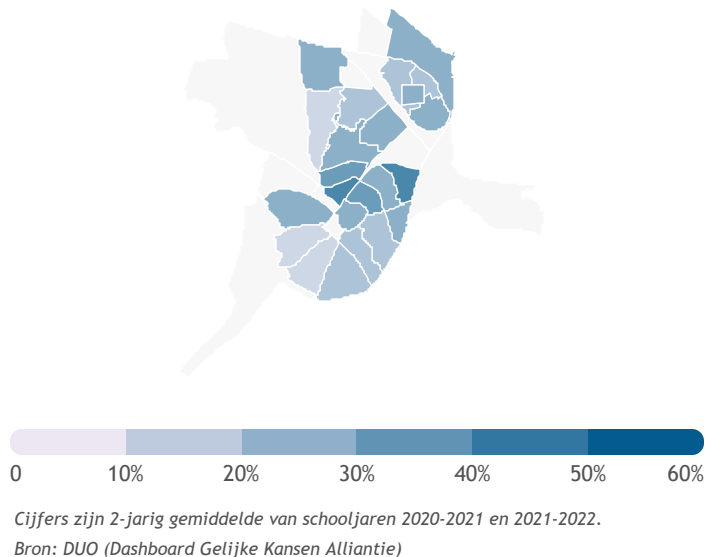 0 10% 20% 30% 40% 50% 60%
Cijfers zijn 2-jarig gemiddelde van schooljaren 2020-2021 en 2021-2022.
Bron: DUO (Dashboard Gelijke Kansen Alliantie)